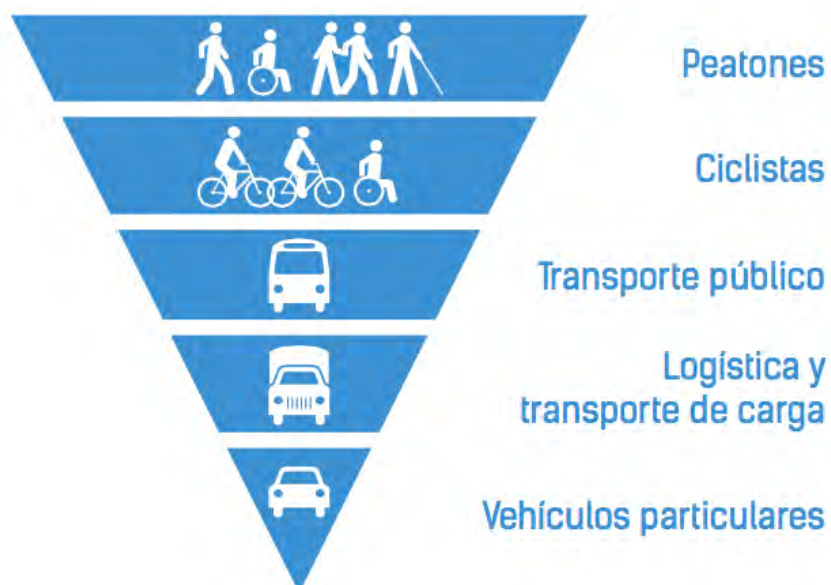 Peatones
Ciclistas
Transporte público
Logística y
transporte de carga
Vehículos particulares